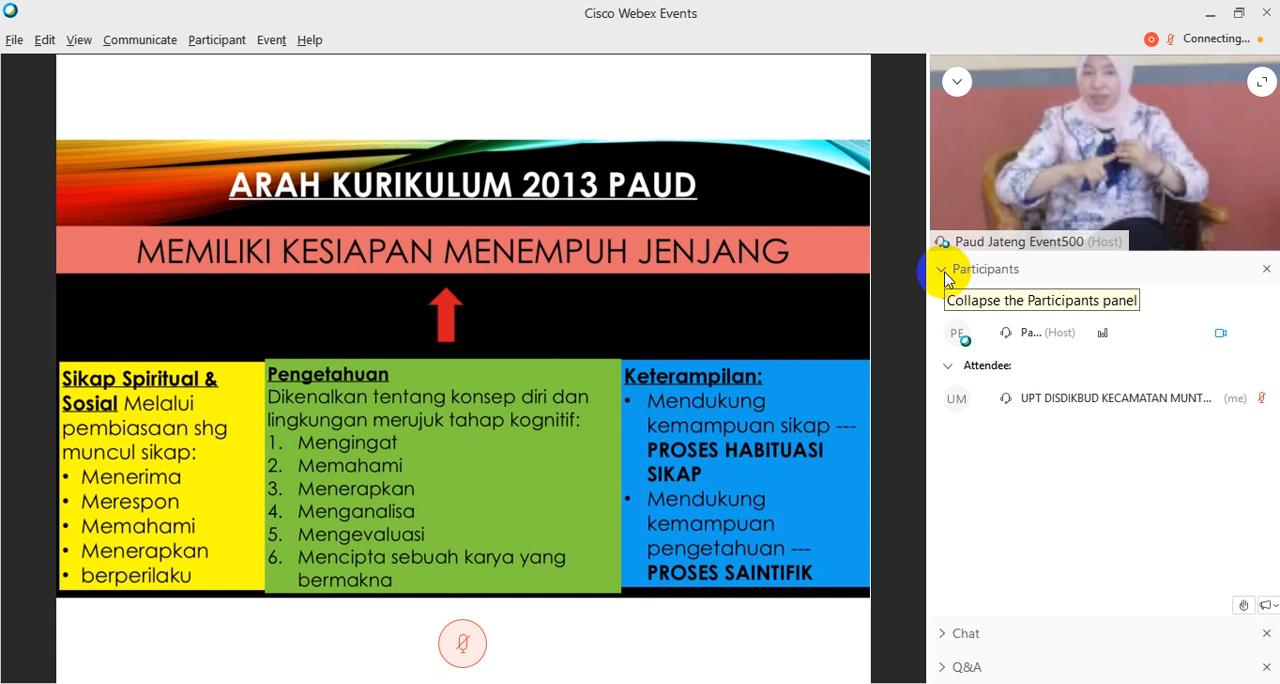 Cisco Webex Events
File Edit View Communicate Participant Event Help
Connecting...
ARAH KURIKULUM 2013 PAUD
MEMILIKI KESIAPAN MENEMPUH JENJANG
Sikap Spiritual &
Sosial Melalui
pembiasaan shg
muncul sikap:
• Menerima
• Merespon
• Memahami
• Menerapkan
• berperilaku
Pengetahuan
Dikenalkan tentang konsep diri dan
lingkungan merujuk tahap kognitif:
1. Mengingat
2. Memahami
3. Menerapkan
4. Menganalisa
5. Mengevaluasi
6. Mencipta sebuah karya yang
bermakna
Keterampilan:
• Mendukung
kemampuan sikap ---
PROSES HABITUASI
SIKAP
• Mendukung
kemampuan
pengetahuan ---
PROSES SAINTIFIK
Paud Jateng Event500 (Host)
Participants
Collapse the Participants panel
PE Pa... (Host)
Attendee:
UM UPT DISDIKBUD KECAMATAN MUNT... (me)
Chat
Q&A